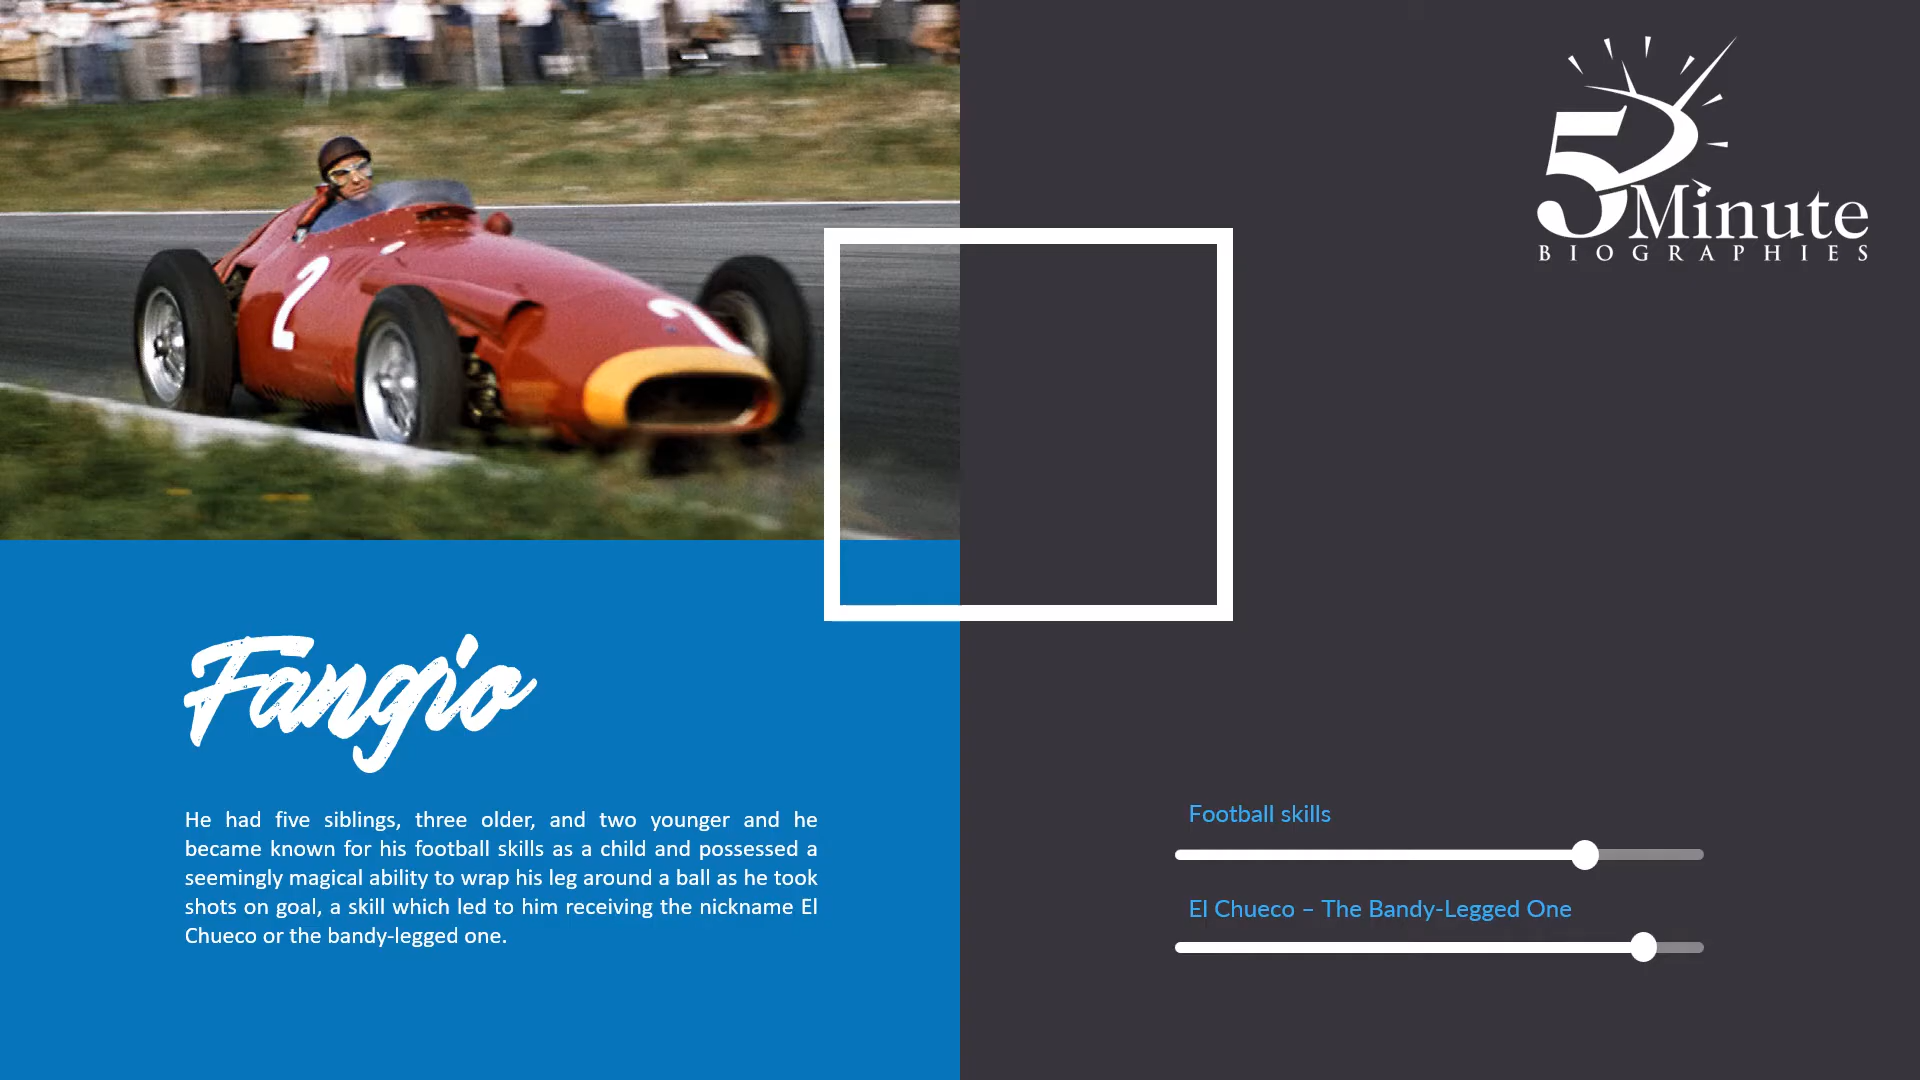 2
2
5 Minute
BIOGRAPHIES
Fangio
He had five siblings, three older, and two younger and he
became known for his football skills as a child and possessed a
seemingly magical ability to wrap his leg around a ball as he took
shots on goal, a skill which led to him receiving the nickname El
Chueco or the bandy-legged one.
Football skills
El Chueco – The Bandy-Legged One